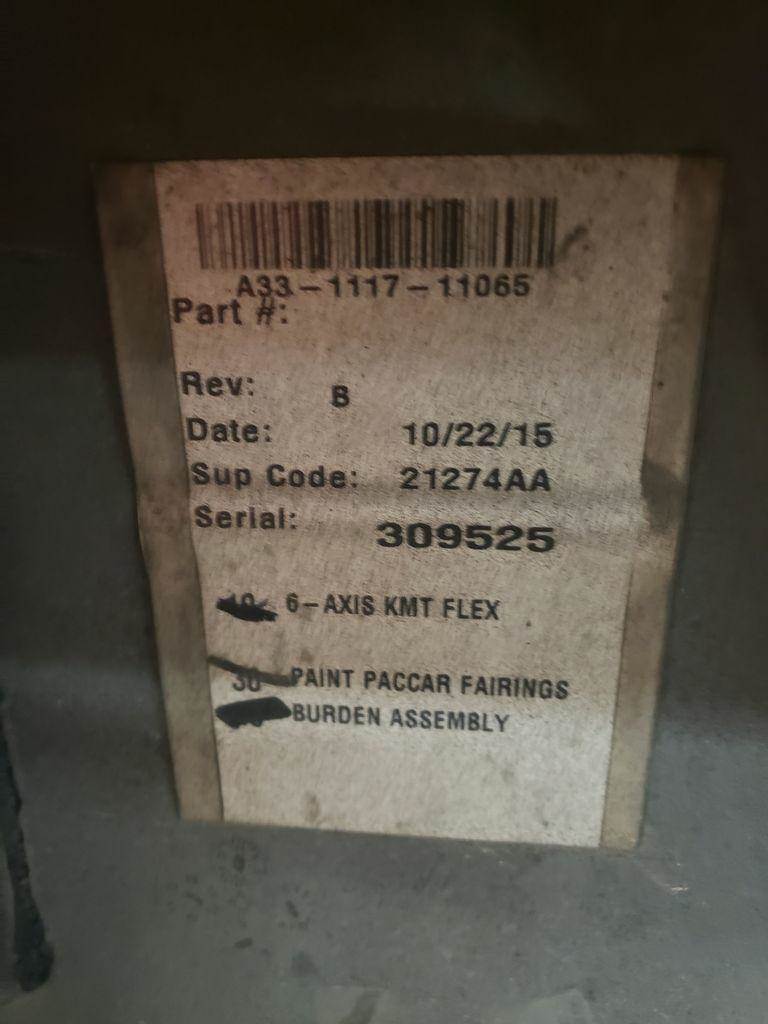 A33-1117-11065
Part #:
Rev: B
Date: 10/22/15
Sup Code: 21274AA
Serial: 309525
6-AXIS KMT FLEX
30 PAINT PACCAR FAIRINGS
BURDEN ASSEMBLY